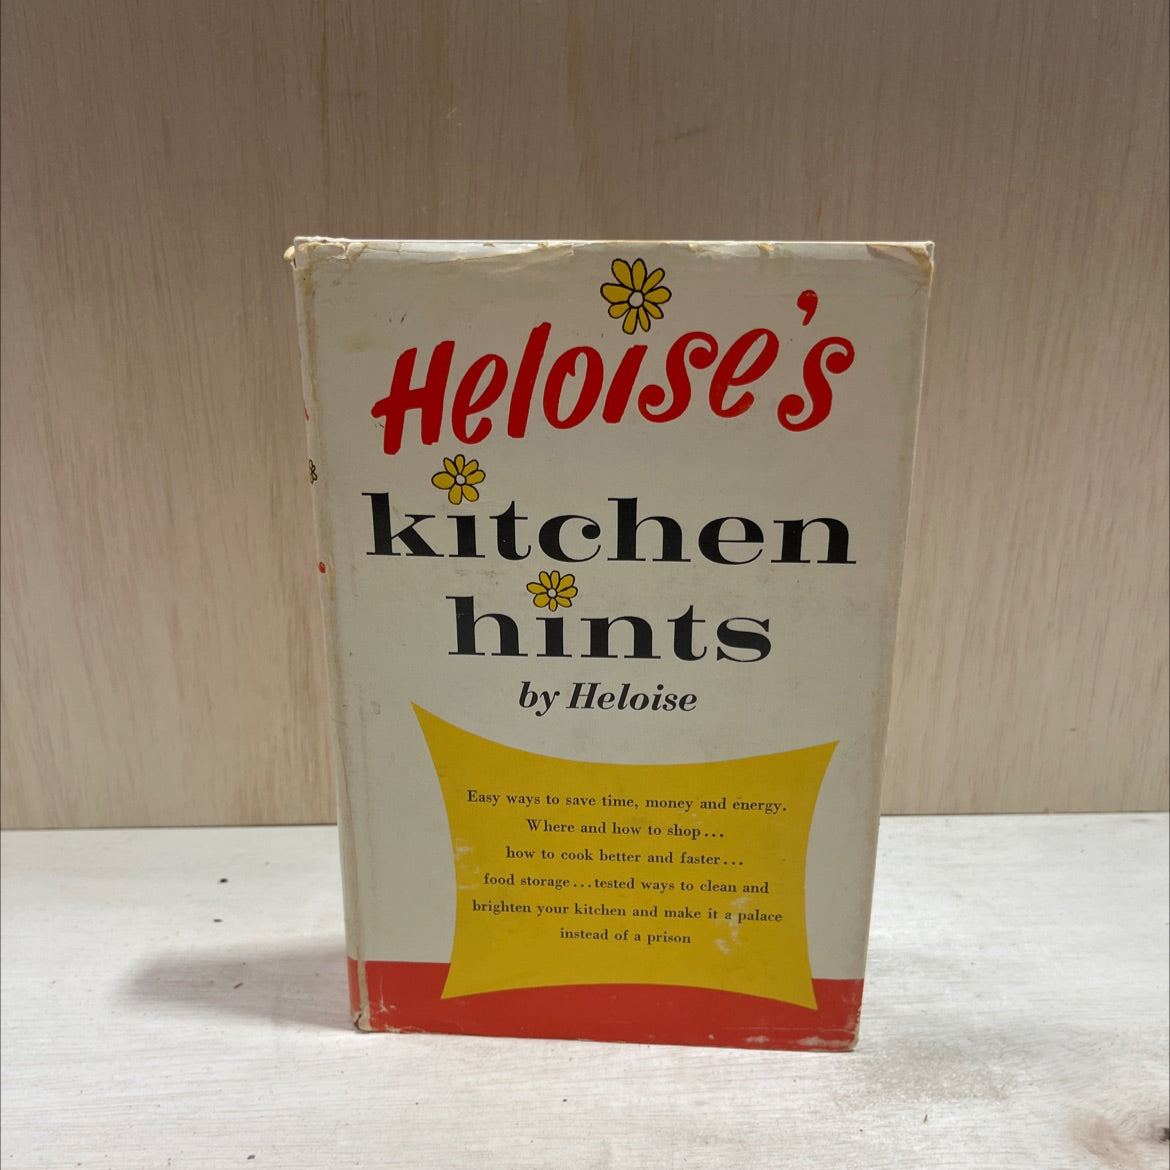 Heloise's
kitchen
hints
by Heloise
Easy ways to save time, money and energy.
Where and how to shop...
how to cook better and faster...
food storage...tested ways to clean and
brighten your kitchen and make it a palace
instead of a prison